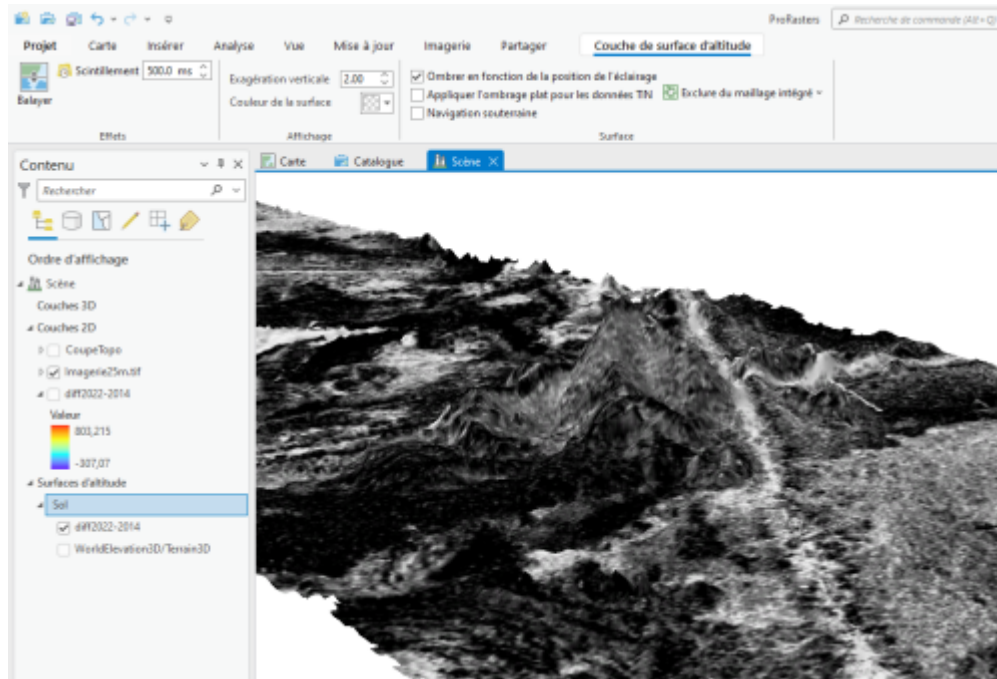 ProRasters
Recherche de commande (Alt+Q)
Projet Carte Insérer Analyse Vue Mise à jour Imagerie Partager Couche de surface d'altitude
Balayer
Scintillement 500.0 ms
Effets
Exagération verticale 2.00
Couleur de la surface
Affichage
Ombrer en fonction de la position de l'éclairage
Appliquer l'ombrage plat pour les données TIN
Navigation souterraine
Exclure du maillage intégré
Surface
Contenu
Rechercher
Ordre d'affichage
Scène
Couches 3D
Couches 2D
CoupeTopo
Imagerie25m.tif
diff2022-2014
Valeur
803,215
-307,07
Surfaces d'altitude
Sol
diff2022-2014
WorldElevation3D/Terrain3D
Carte Catalogue Scène